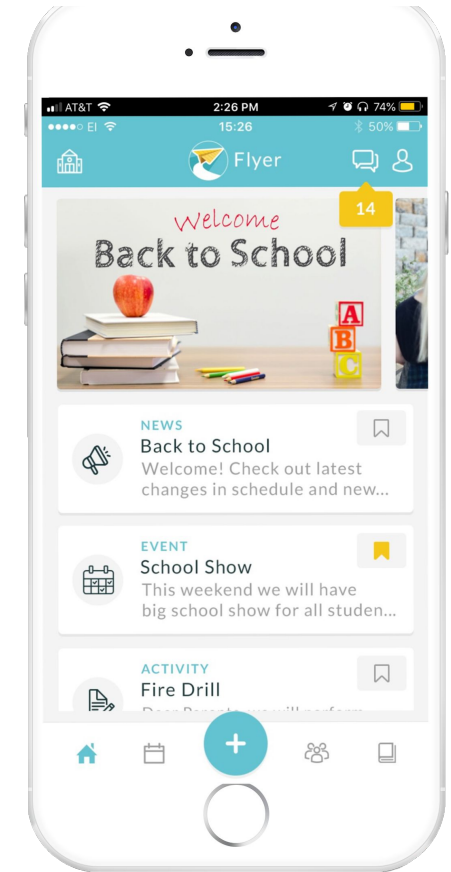 AT&T 2:26 PM 74%
EI 15:26 50%
Flyer
14
Welcome
Back to School
A
B
C
NEWS
Back to School
Welcome! Check out latest
changes in schedule and new...
EVENT
School Show
This weekend we will have
big school show for all studen...
ACTIVITY
Fire Drill
+